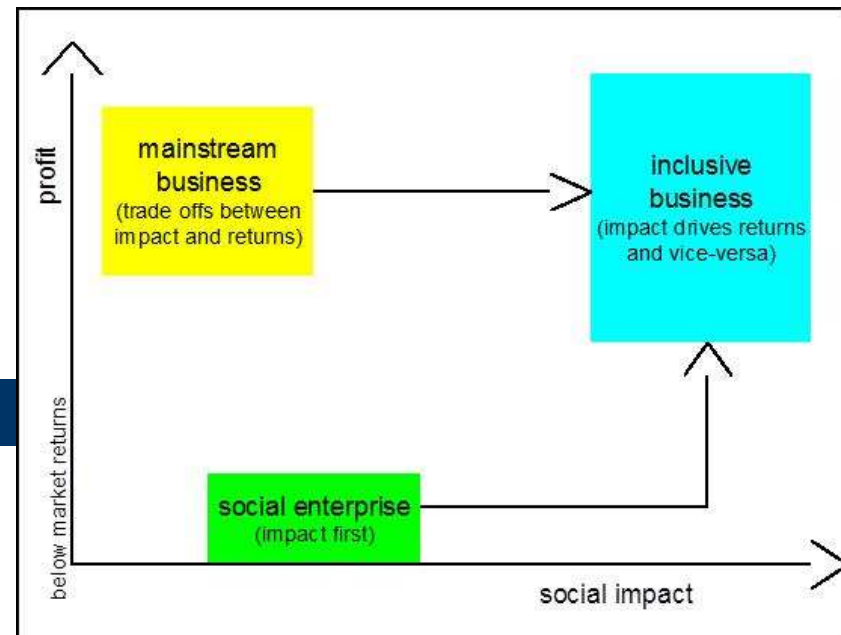 profit
below market returns
mainstream
business
(trade offs between
impact and returns)
inclusive
business
(impact drives returns
and vice-versa)
social enterprise
(impact first)
social impact